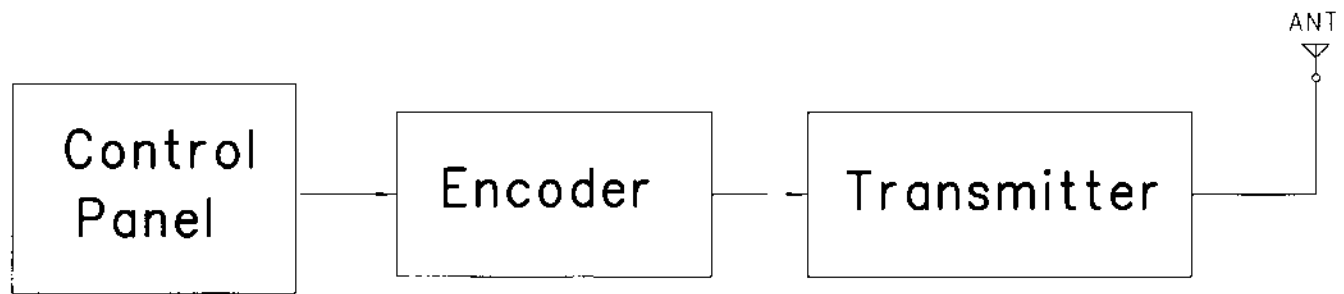 ANT
Control
Panel
Encoder
Transmitter